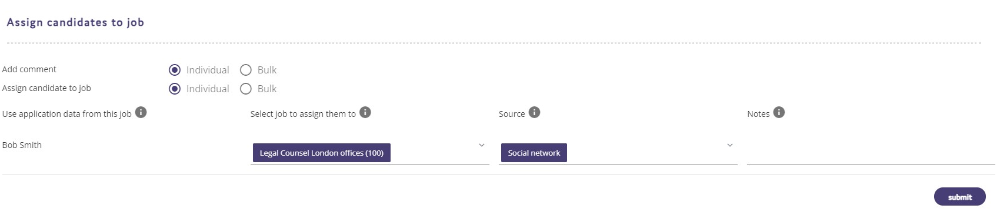 Assign candidates to job
Add comment Individual Bulk
Assign candidate to job Individual Bulk
Use application data from this job Select job to assign them to Source Notes
Bob Smith Legal Counsel London offices (100) Social network
submit